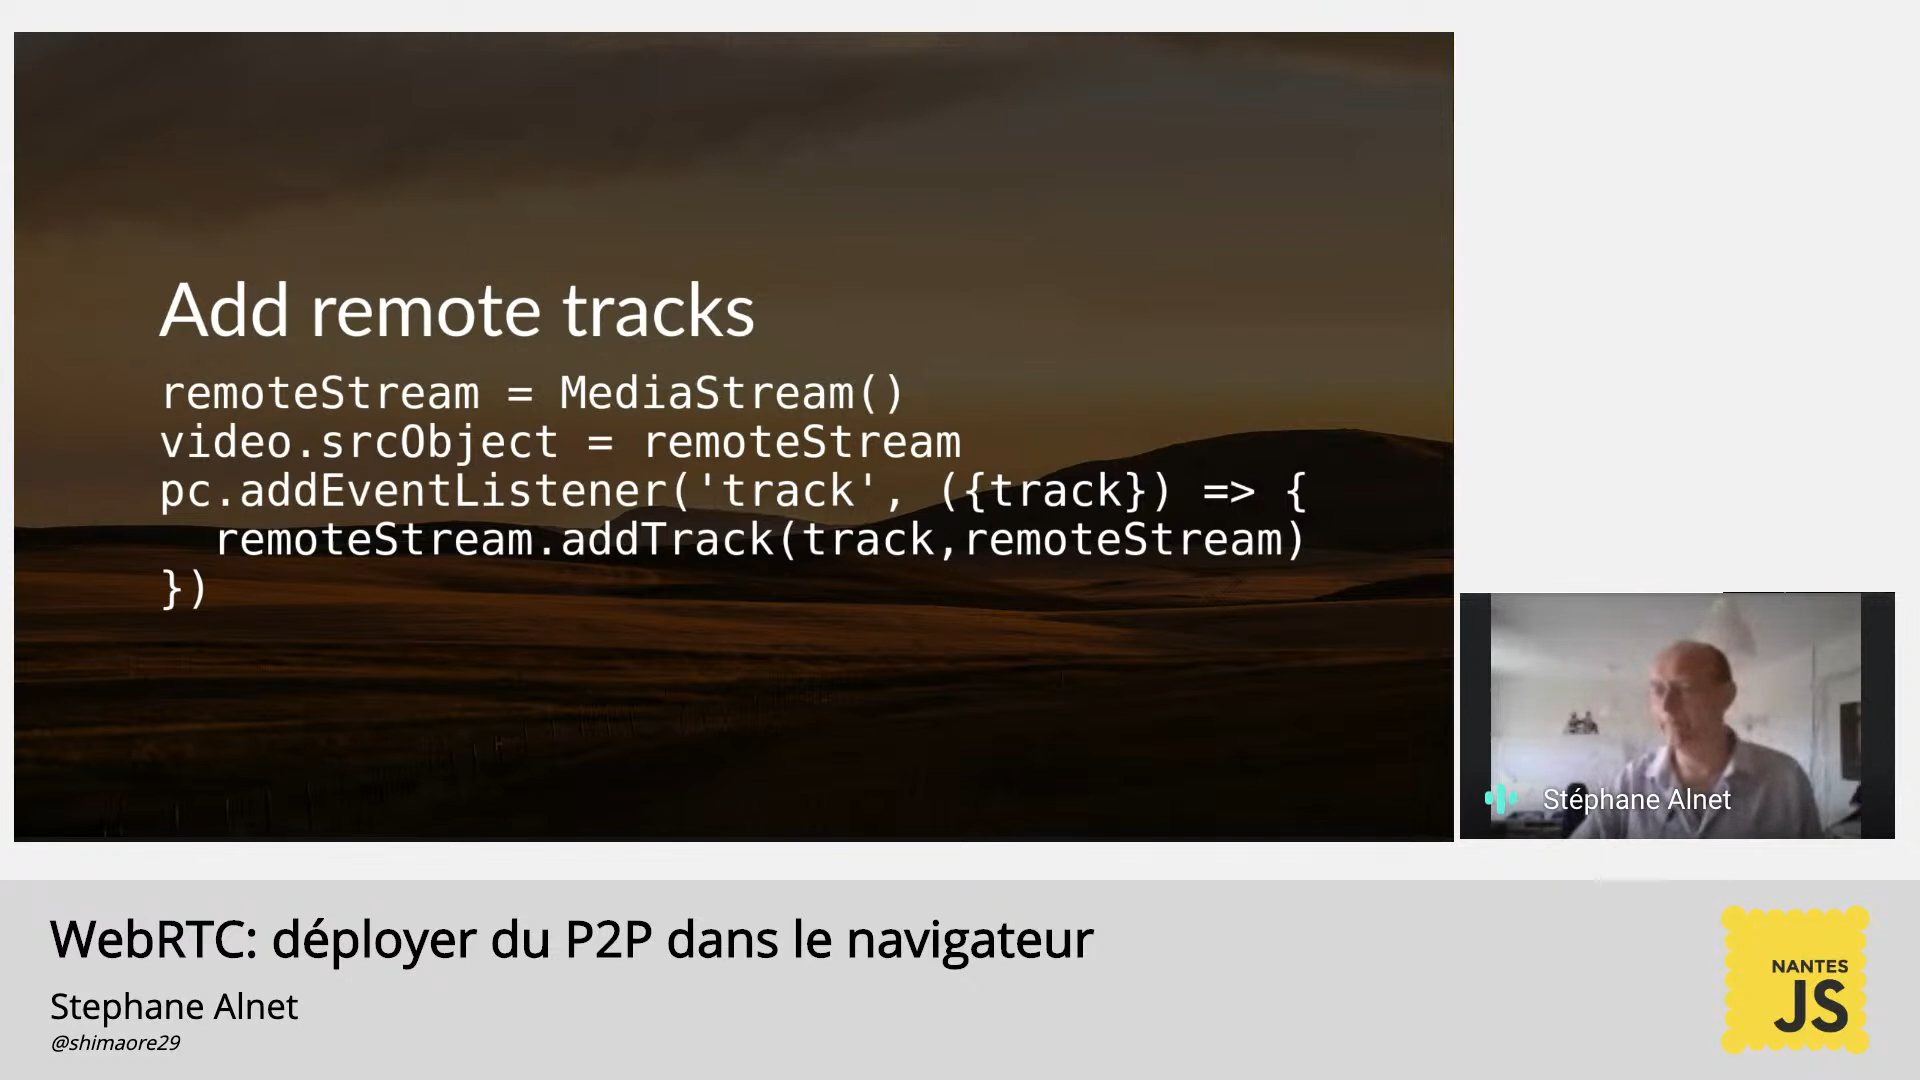 Add remote tracks
remoteStream = MediaStream()
video.srcObject = remoteStream
pc.addEventListener('track', ({track}) => {
  remoteStream.addTrack(track,remoteStream)
})
Stéphane Alnet
WebRTC: déployer du P2P dans le navigateur
Stephane Alnet
@shimaore29
NANTES
JS